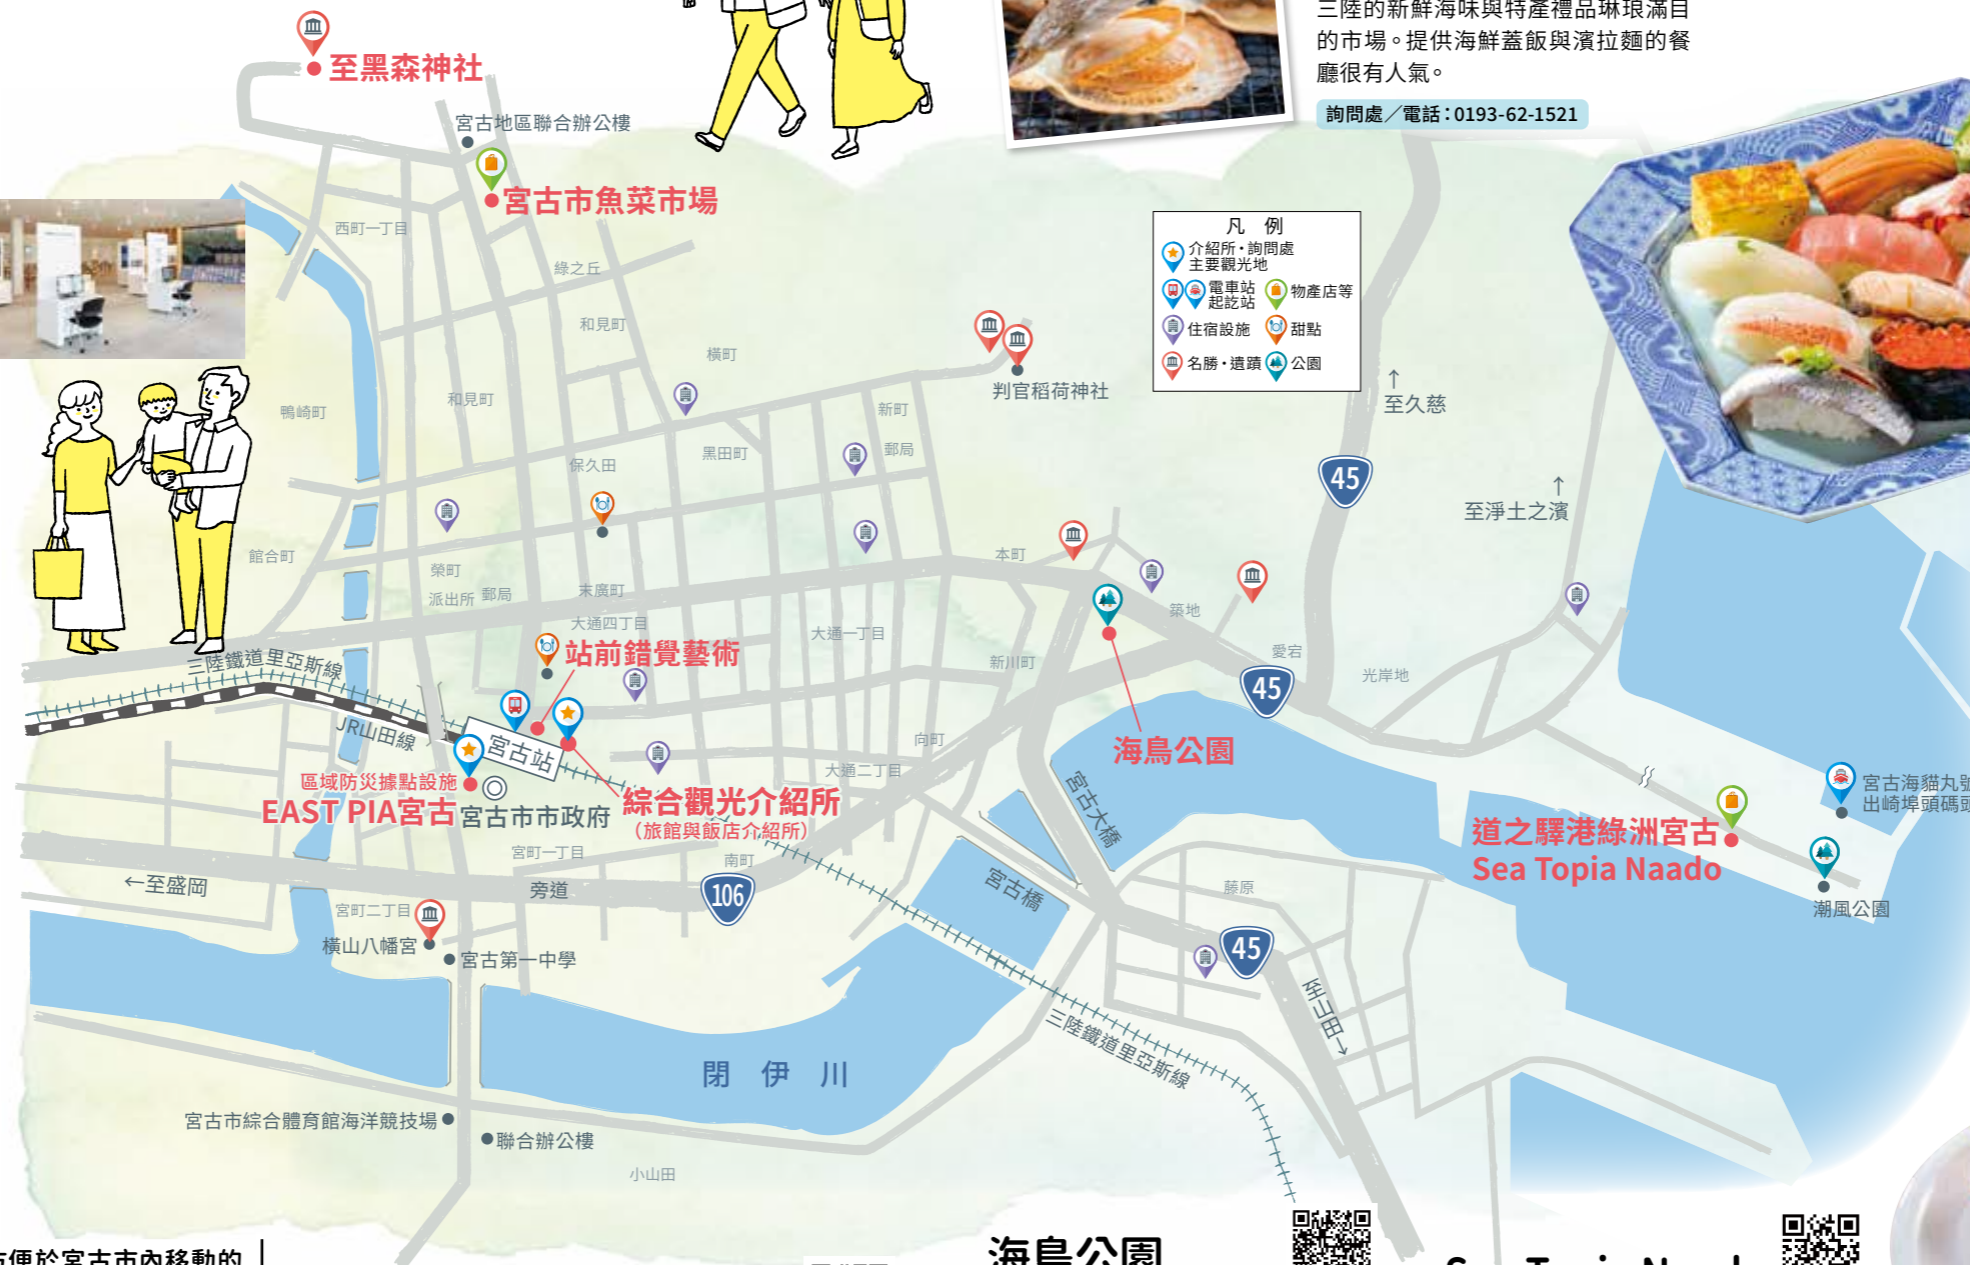 三陸的新鮮海味與特產禮品琳琅滿目
的市場。提供海鮮蓋飯與濱拉麵的餐
廳很有人氣。
詢問處／電話：0193-62-1521
至黑森神社
宮古地區聯合辦公樓
宮古市魚菜市場
西町一丁目
綠之丘
和見町
橫町
凡 例
介紹所・詢問處
主要觀光地
電車站
起訖站
物產店等
住宿設施
甜點
名勝・遺蹟
公園
判官稻荷神社
↑
至久慈
鴨崎町
和見町
新町
郵局
黑田町
保久田
45
↑
至淨土之濱
館合町
榮町
派出所
郵局
末廣町
本町
大通四丁目
大通一丁目
築地
站前錯覺藝術
新川町
愛宕
光岸地
45
三陸鐵道里亞斯線
JR山田線
宮古站
向町
大通二丁目
海鳥公園
區域防災據點設施
EAST PIA宮古
宮古市市政府
綜合觀光介紹所
（旅館與飯店介紹所）
宮古大橋
宮古海貓丸號
出崎埠頭碼頭
道之驛港綠洲宮古
Sea Topia Naado
潮風公園
宮町一丁目
南町
←至盛岡
旁道
106
宮古橋
藤原
宮町二丁目
橫山八幡宮
宮古第一中學
45
至山田→
三陸鐵道里亞斯線
閉 伊 川
宮古市綜合體育館海洋競技場
聯合辦公樓
小山田
便於宮古市內移動的
海鳥公園
Sea Topia Naado